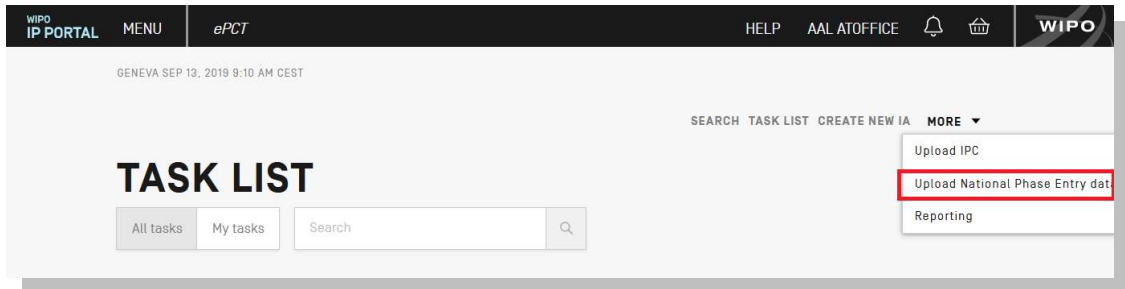 WIPO
IP PORTAL MENU ePCT HELP AAL ATOFFICE WIPO
GENEVA SEP 13, 2019 9:10 AM CEST
SEARCH TASK LIST CREATE NEW IA MORE
Upload IPC
Upload National Phase Entry data
Reporting
TASK LIST
All tasks My tasks Search